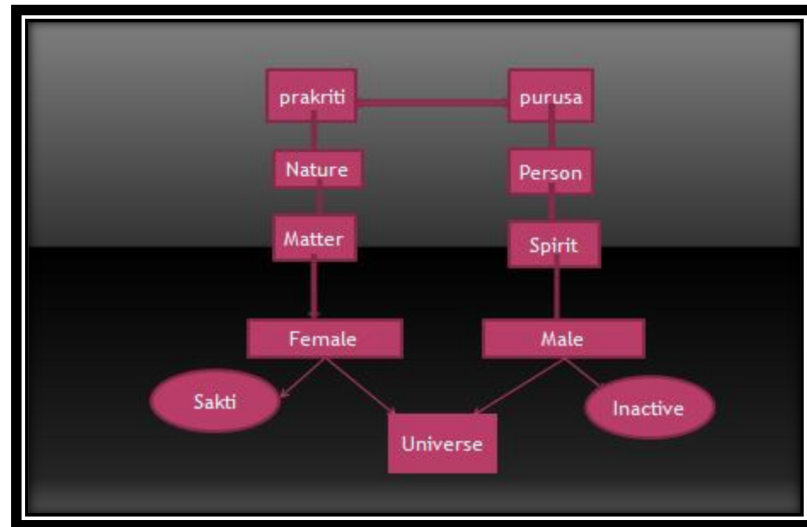 prakriti
purusa
Nature
Person
Matter
Spirit
Female
Male
Sakti
Inactive
Universe